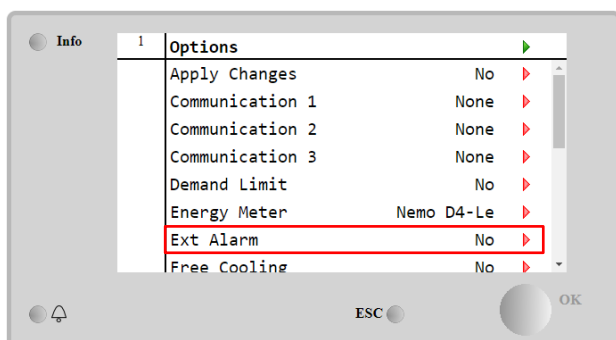 Info
1 Options
Apply Changes No
Communication 1 None
Communication 2 None
Communication 3 None
Demand Limit No
Energy Meter Nemo D4-Le
Ext Alarm No
Free Cooling No
OK
ESC